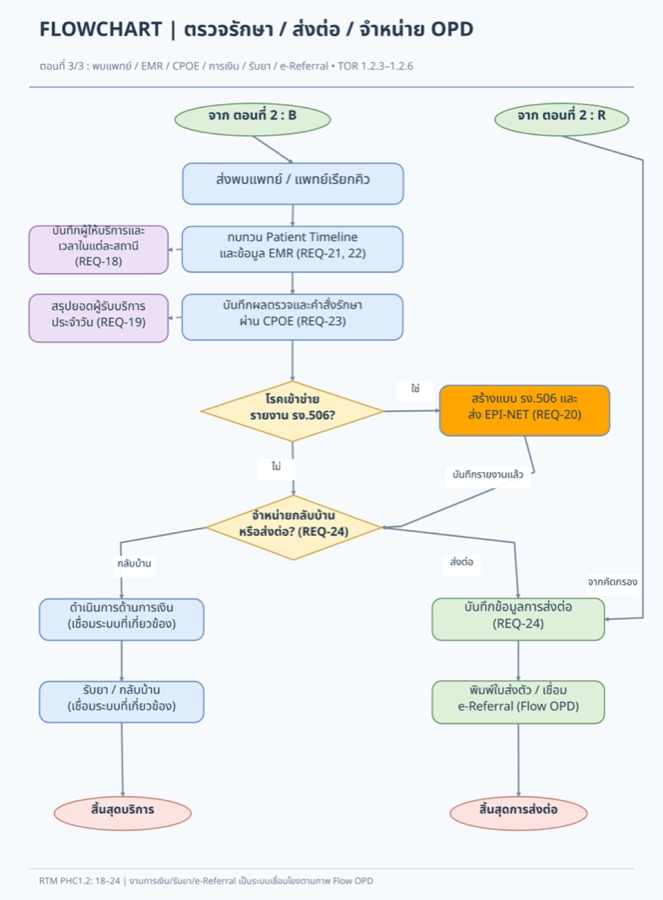 FLOWCHART | ตรวจรักษา / ส่งต่อ / จำหน่าย OPD
ตอนที่ 3/3 : พบแพทย์ / EMR / CPOE / การเงิน / รับยา / e-Referral • TOR 1.2.3–1.2.6
จาก ตอนที่ 2 : B
จาก ตอนที่ 2 : R
ส่งพบแพทย์ / แพทย์เรียกคิว
บันทึกผู้ให้บริการและ
เวลาในแต่ละสถานี
(REQ-18)
ทบทวน Patient Timeline
และข้อมูล EMR (REQ-21, 22)
สรุปยอดผู้รับบริการ
ประจำวัน (REQ-19)
บันทึกผลตรวจและคำสั่งรักษา
ผ่าน CPOE (REQ-23)
โรคเข้าข่าย
รายงาน รง.506?
ใช่
สร้างแบบ รง.506 และ
ส่ง EPI-NET (REQ-20)
ไม่
บันทึกรายงานแล้ว
จำหน่ายกลับบ้าน
หรือส่งต่อ? (REQ-24)
กลับบ้าน
ส่งต่อ
จากคัดกรอง
ดำเนินการด้านการเงิน
(เชื่อมระบบที่เกี่ยวข้อง)
บันทึกข้อมูลการส่งต่อ
(REQ-24)
รับยา / กลับบ้าน
(เชื่อมระบบที่เกี่ยวข้อง)
พิมพ์ใบส่งตัว / เชื่อม
e-Referral (Flow OPD)
สิ้นสุดบริการ
สิ้นสุดการส่งต่อ
RTM PHC1.2: 18–24 | งานการเงิน/รับยา/e-Referral เป็นระบบเชื่อมโยงตามภาพ Flow OPD